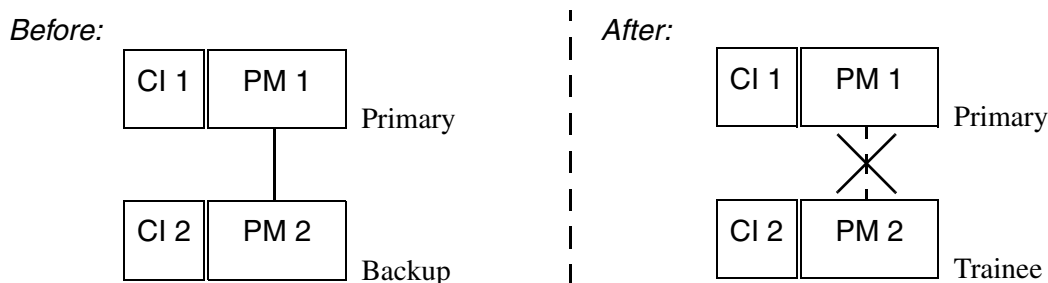 Before:
CI 1 PM 1
Primary
CI 2 PM 2
Backup
After:
CI 1 PM 1
Primary
CI 2 PM 2
Trainee